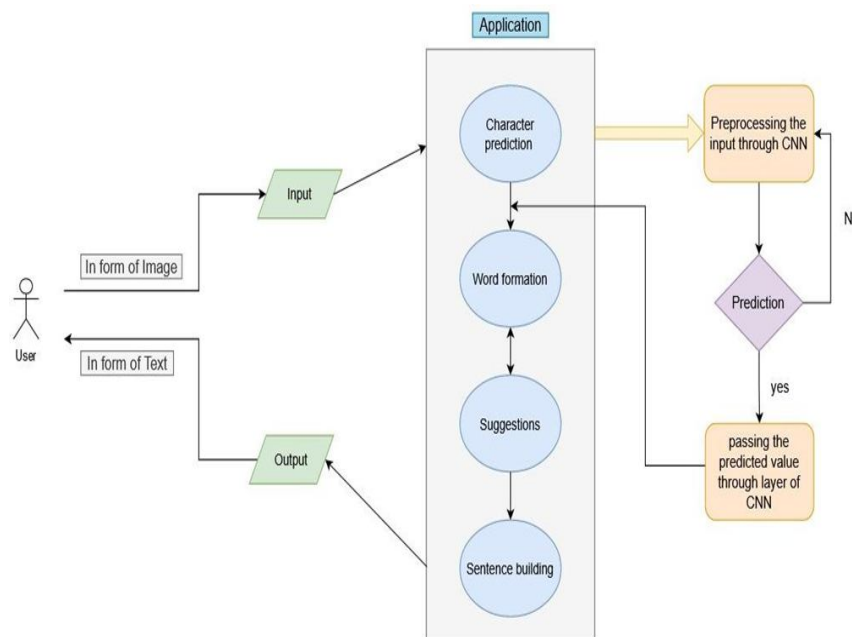 Application
Character
prediction
Preprocessing the
input through CNN
Input
N
In form of Image
Word formation
Prediction
User
In form of Text
yes
Suggestions
passing the
predicted value
through layer of
CNN
Output
Sentence building